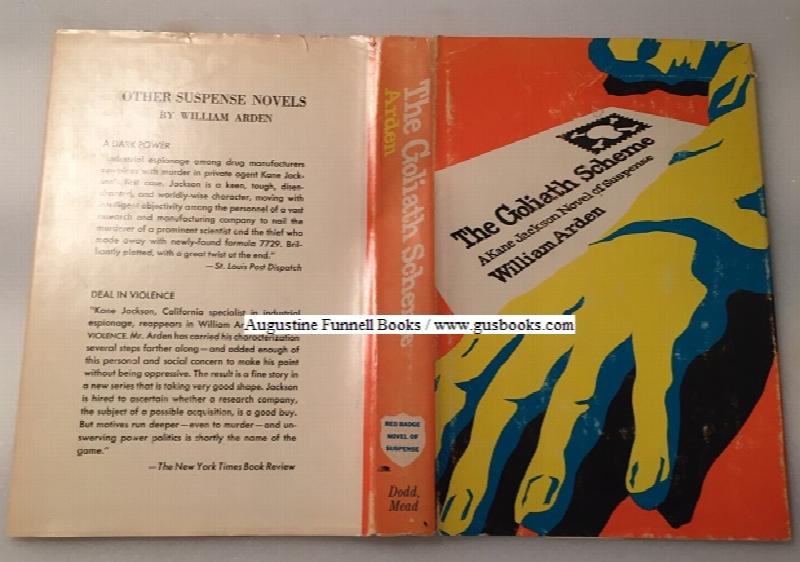 OTHER SUSPENSE NOVELS
BY WILLIAM ARDEN
A DARK POWER
"Industrial espionage among drug manufacturers
with murder in private agent Kane Jack-
son's first case. Jackson is a keen, tough, disen-
chanted, and worldly-wise character, moving with
intelligent objectivity among the personnel of a vast
research and manufacturing company to nail the
murderer of a prominent scientist and the thief who
made away with newly-found formula 7729. Bril-
liantly plotted, with a great twist at the end."
—St. Louis Post Dispatch
DEAL IN VIOLENCE
"Kane Jackson, California specialist in industrial
espionage, reappears in William
VIOLENCE. Mr. Arden has carried his characterization
several steps farther along—and added enough of
this personal and social concern to make his point
without being oppressive. The result is a fine story in
a new series that is taking very good shape. Jackson
is hired to ascertain whether a research company,
the subject of a possible acquisition, is a good buy.
But motives run deeper—even to murder—and un-
swerving power politics is shortly the name of the
game."
—The New York Times Book Review
The Goliath Scheme
Arden
RED BADGE
NOVEL OF
SUSPENSE
Dodd,
Mead
The Goliath Scheme
A Kane Jackson Novel of Suspense
William Arden
Augustine Funnell Books / www.gusbooks.com